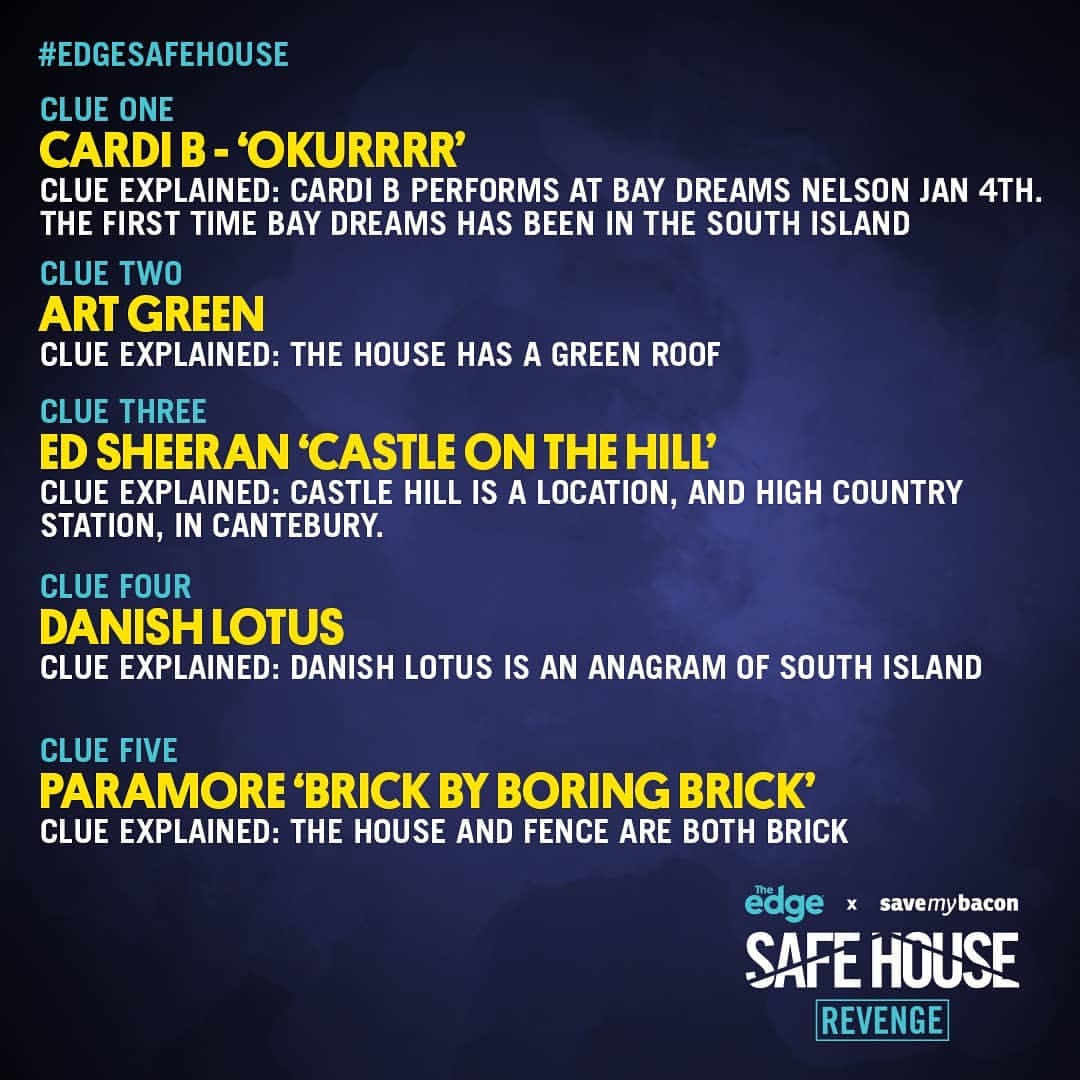 #EDGESAFEHOUSE
CLUE ONE
CARDI B - ‘OKURRRR’
CLUE EXPLAINED: CARDI B PERFORMS AT BAY DREAMS NELSON JAN 4TH.
THE FIRST TIME BAY DREAMS HAS BEEN IN THE SOUTH ISLAND
CLUE TWO
ART GREEN
CLUE EXPLAINED: THE HOUSE HAS A GREEN ROOF
CLUE THREE
ED SHEERAN ‘CASTLE ON THE HILL’
CLUE EXPLAINED: CASTLE HILL IS A LOCATION, AND HIGH COUNTRY
STATION, IN CANTEBURY.
CLUE FOUR
DANISH LOTUS
CLUE EXPLAINED: DANISH LOTUS IS AN ANAGRAM OF SOUTH ISLAND
CLUE FIVE
PARAMORE ‘BRICK BY BORING BRICK’
CLUE EXPLAINED: THE HOUSE AND FENCE ARE BOTH BRICK
The edge x savemybacon
SAFE HOUSE
REVENGE